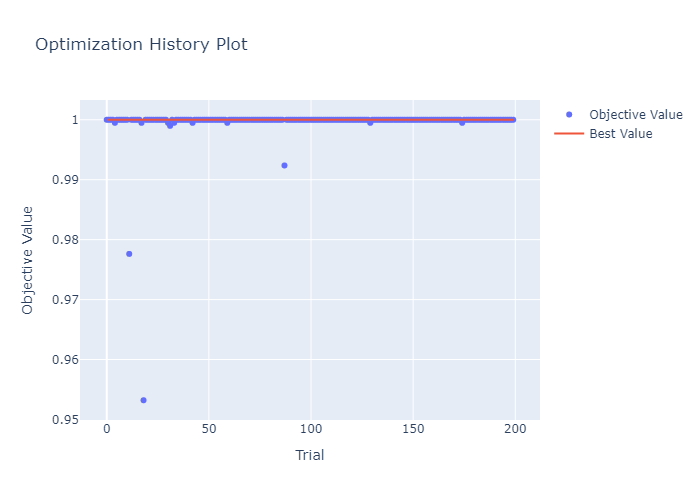 Optimization History Plot
Objective Value
Best Value
1
0.99
0.98
0.97
0.96
0.95
Objective Value
0
50
100
150
200
Trial